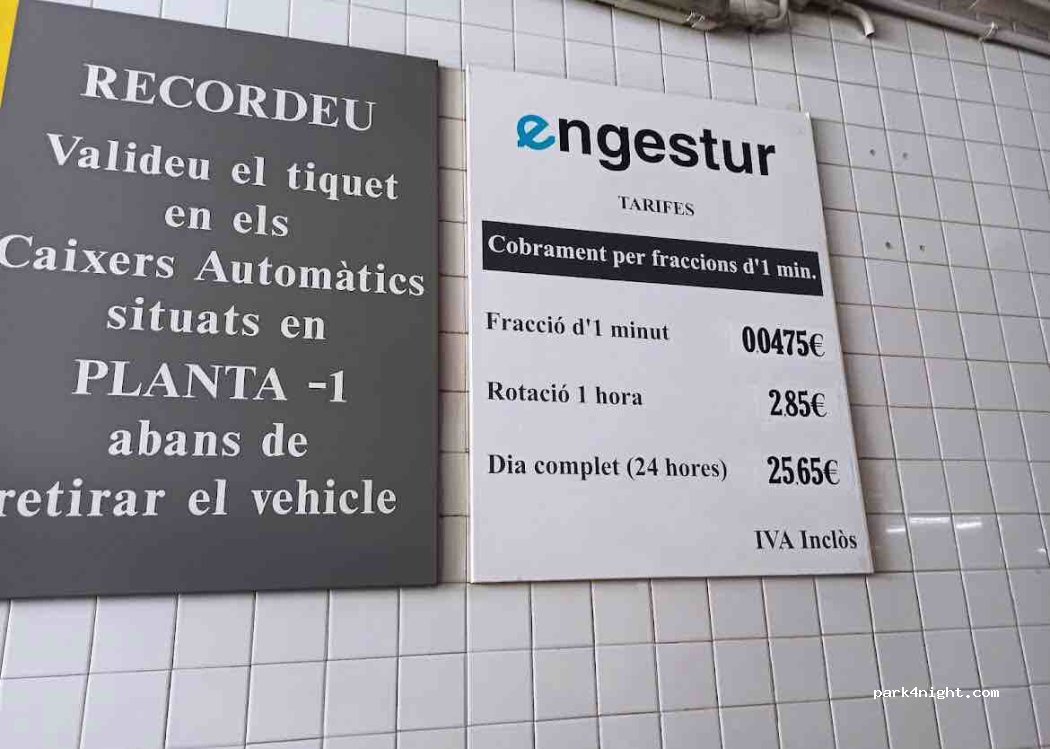 RECORDEU
Valideu el tiquet
en els
Caixers Automàtics
situats en
PLANTA -1
abans de
retirar el vehicle
engestur
TARIFES
Cobrament per fraccions d'1 min.
Fracció d'1 minut 0.0475€
Rotació 1 hora 2.85€
Dia complet (24 hores) 25.65€
IVA Inclòs
park4night.com